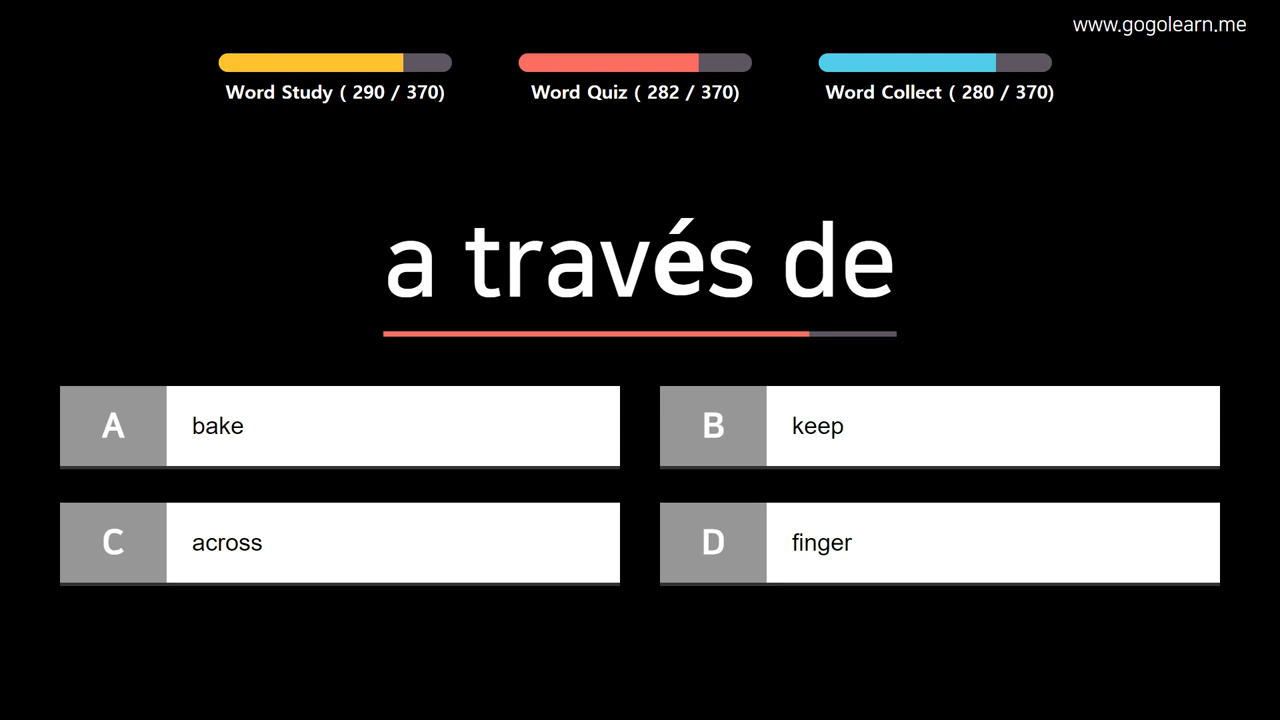 www.gogolearn.me
Word Study ( 290 / 370)
Word Quiz ( 282 / 370)
Word Collect ( 280 / 370)
a través de
A bake
B keep
C across
D finger